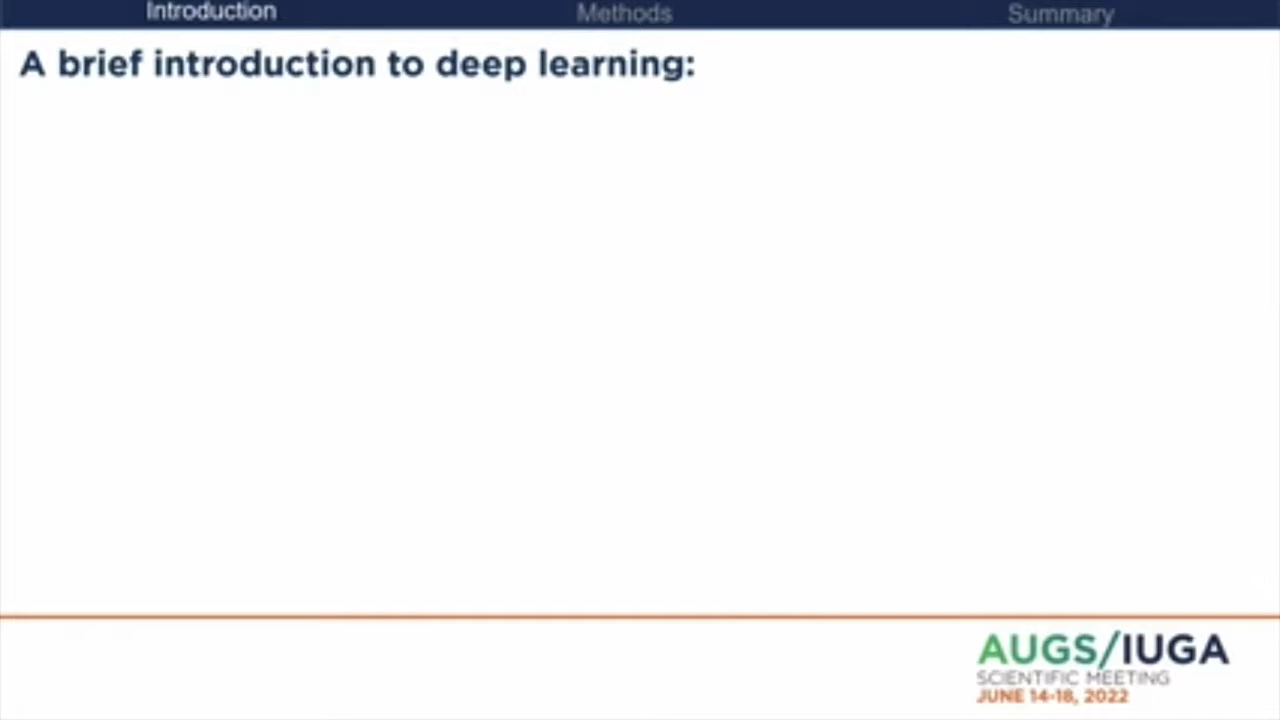 Introduction Methods Summary
A brief introduction to deep learning:
AUGS/IUGA
SCIENTIFIC MEETING
JUNE 14-18, 2022